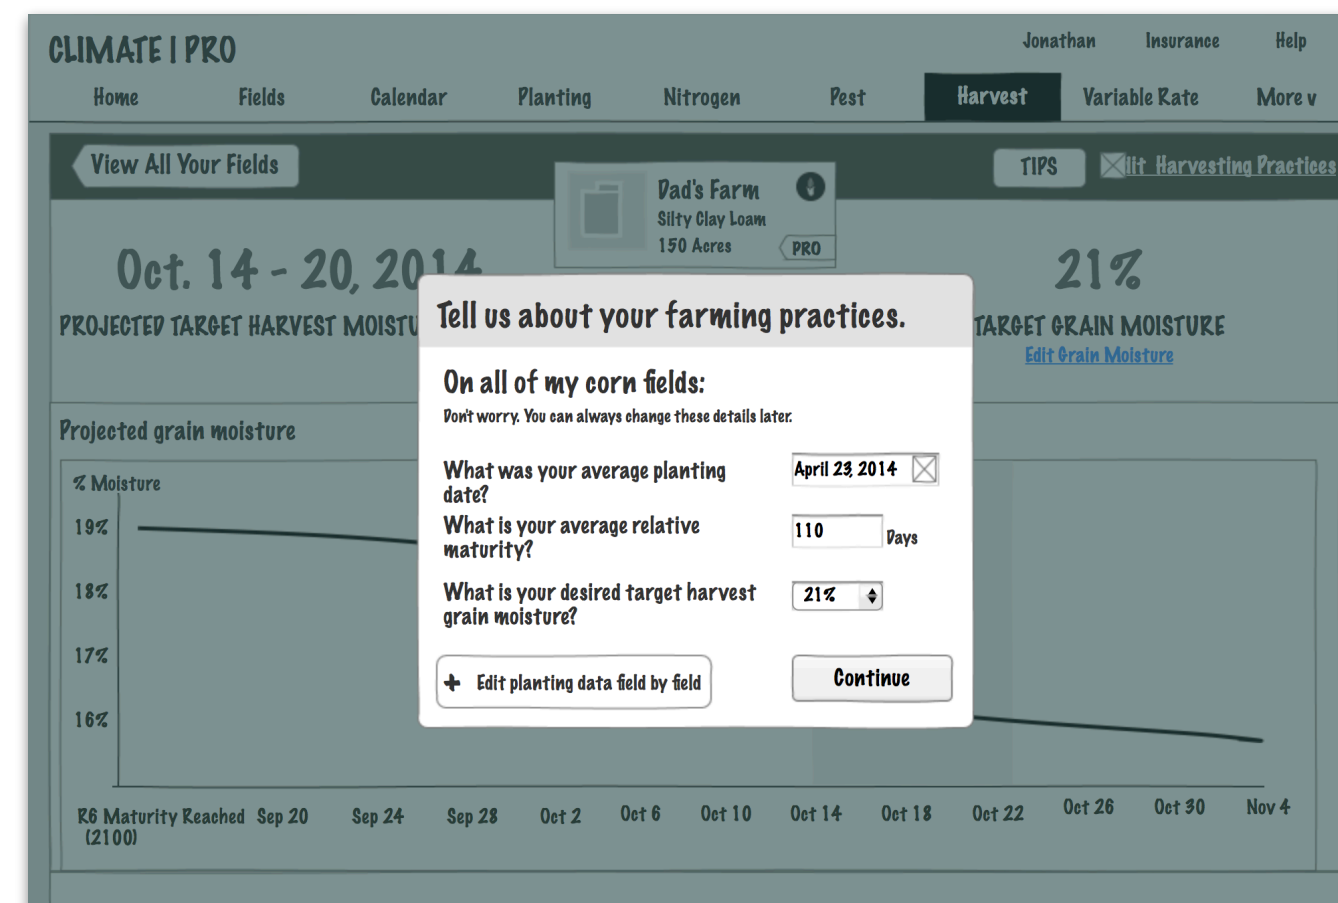 CLIMATE | PRO
Jonathan Insurance Help
Home Fields Calendar Planting Nitrogen Pest Harvest Variable Rate More v
View All Your Fields
TIPS
Harvesting Practices
Dad's Farm
Silty Clay Loam
150 Acres
PRO
Oct. 14 - 20, 2014
PROJECTED TARGET HARVEST
21%
TARGET GRAIN MOISTURE
Edit Grain Moisture
Tell us about your farming practices.
On all of my corn fields:
Don't worry. You can always change these details later.
What was your average planting
date?
April 23, 2014
What is your average relative
maturity?
110
Days
What is your desired target harvest
grain moisture?
21%
+ Edit planting data field by field
Continue
Projected grain moisture
% Moisture
19%
18%
17%
16%
R6 Maturity Reached
(2100)
Sep 20 Sep 24 Sep 28 Oct 2 Oct 6 Oct 10 Oct 14 Oct 18 Oct 22 Oct 26 Oct 30 Nov 4